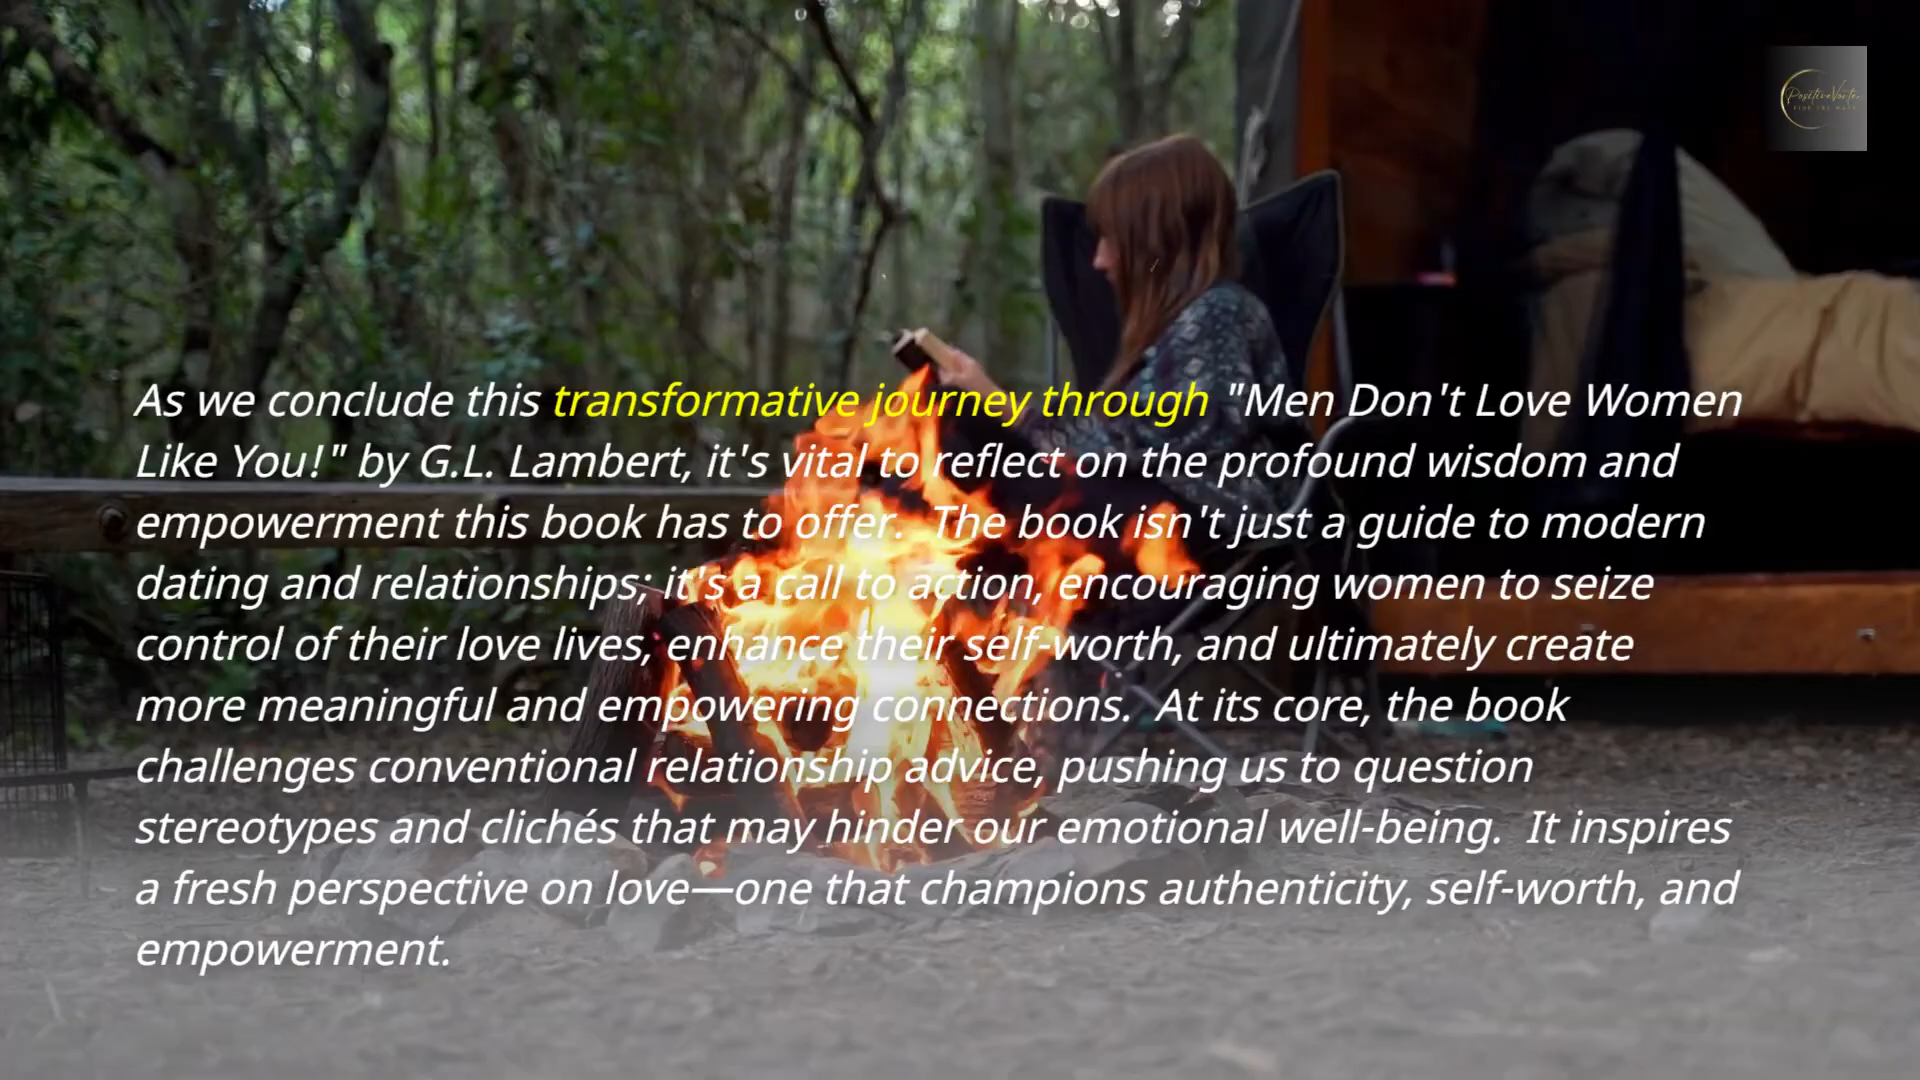 As we conclude this transformative journey through "Men Don't Love Women
Like You!" by G.L. Lambert, it's vital to reflect on the profound wisdom and
empowerment this book has to offer.  The book isn't just a guide to modern
dating and relationships; it's a call to action, encouraging women to seize
control of their love lives, enhance their self-worth, and ultimately create
more meaningful and empowering connections.  At its core, the book
challenges conventional relationship advice, pushing us to question
stereotypes and clichés that may hinder our emotional well-being.  It inspires
a fresh perspective on love—one that champions authenticity, self-worth, and
empowerment.